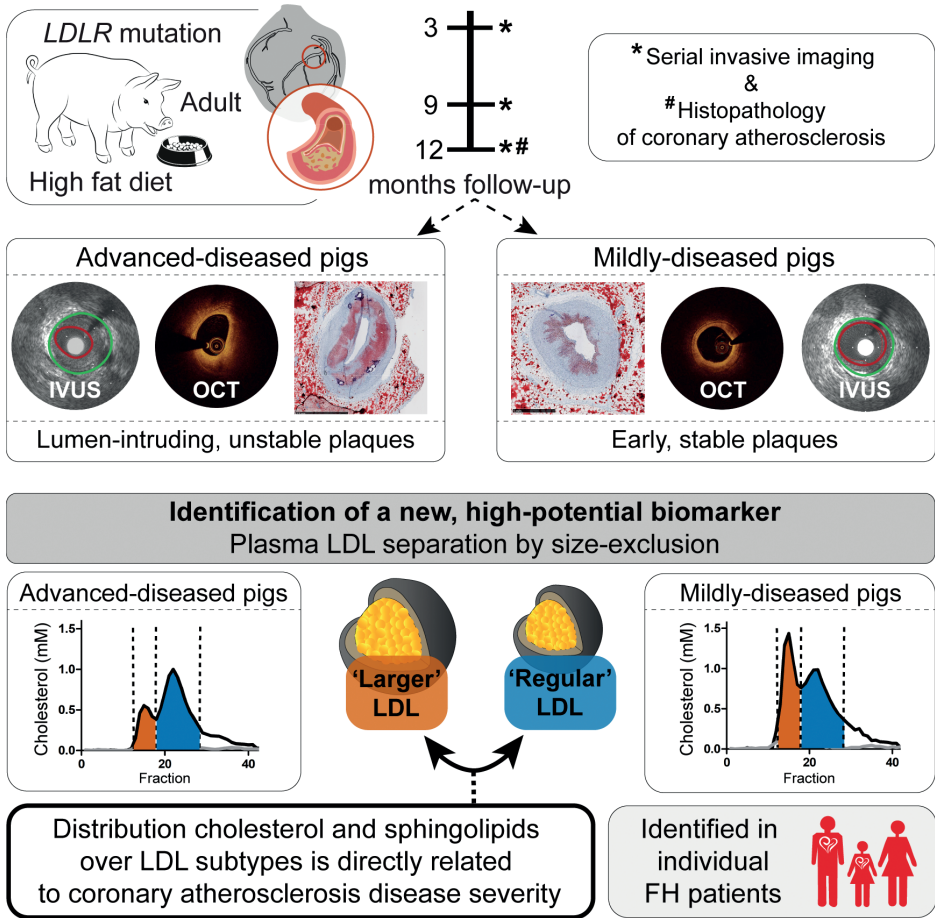 LDLR mutation
Adult
High fat diet
3 *
9 *
12 *#
months follow-up
* Serial invasive imaging
&
# Histopathology
of coronary atherosclerosis
Advanced-diseased pigs
IVUS
OCT
Lumen-intruding, unstable plaques
Mildly-diseased pigs
OCT
IVUS
Early, stable plaques
Identification of a new, high-potential biomarker
Plasma LDL separation by size-exclusion
Advanced-diseased pigs
Cholesterol (mM)
1.5
1.0
0.5
0.0
0 20 40
Fraction
‘Larger’
LDL
‘Regular’
LDL
Mildly-diseased pigs
Cholesterol (mM)
1.5
1.0
0.5
0.0
0 20 40
Fraction
Distribution cholesterol and sphingolipids
over LDL subtypes is directly related
to coronary atherosclerosis disease severity
Identified in
individual
FH patients